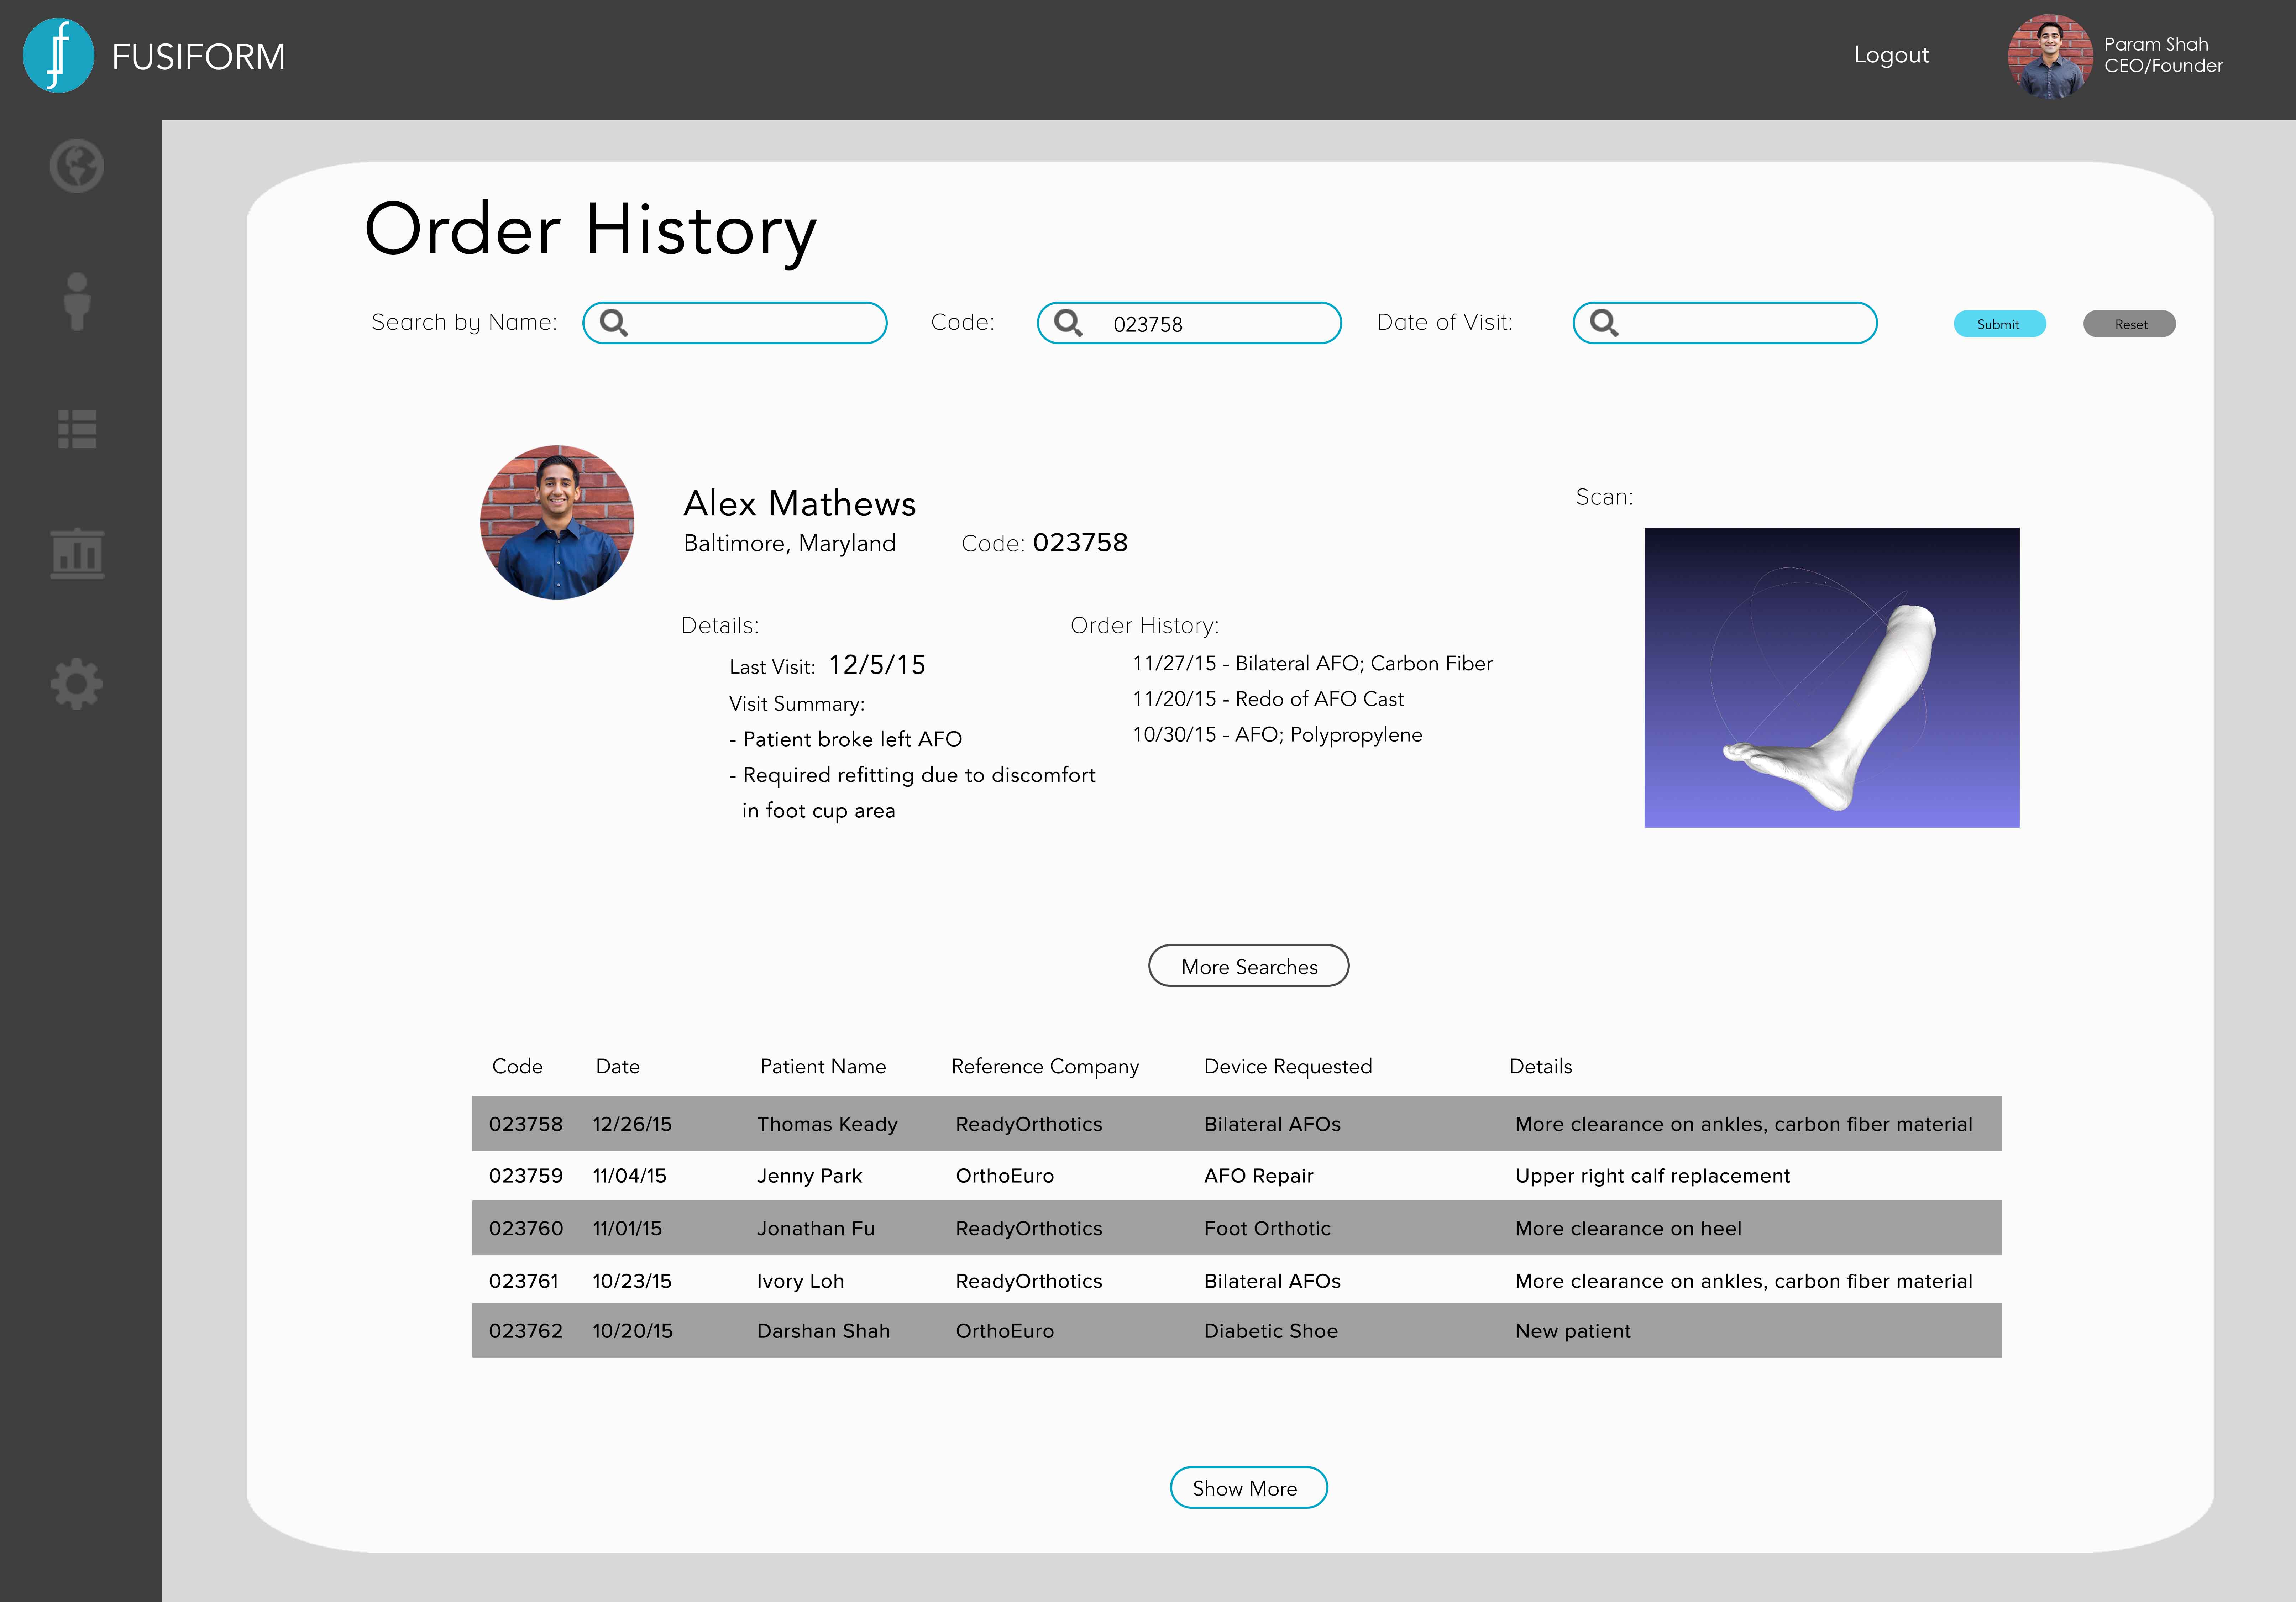 FUSIFORM
Logout
Param Shah
CEO/Founder
Order History
Search by Name:
Code: 023758
Date of Visit:
Submit
Reset
Alex Mathews
Baltimore, Maryland
Code: 023758
Scan:
Details:
Last Visit: 12/5/15
Visit Summary:
- Patient broke left AFO
- Required refitting due to discomfort
in foot cup area
Order History:
11/27/15 - Bilateral AFO; Carbon Fiber
11/20/15 - Redo of AFO Cast
10/30/15 - AFO; Polypropylene
More Searches
Code Date Patient Name Reference Company Device Requested Details
023758 12/26/15 Thomas Keady ReadyOrthotics Bilateral AFOs More clearance on ankles, carbon fiber material
023759 11/04/15 Jenny Park OrthoEuro AFO Repair Upper right calf replacement
023760 11/01/15 Jonathan Fu ReadyOrthotics Foot Orthotic More clearance on heel
023761 10/23/15 Ivory Loh ReadyOrthotics Bilateral AFOs More clearance on ankles, carbon fiber material
023762 10/20/15 Darshan Shah OrthoEuro Diabetic Shoe New patient
Show More